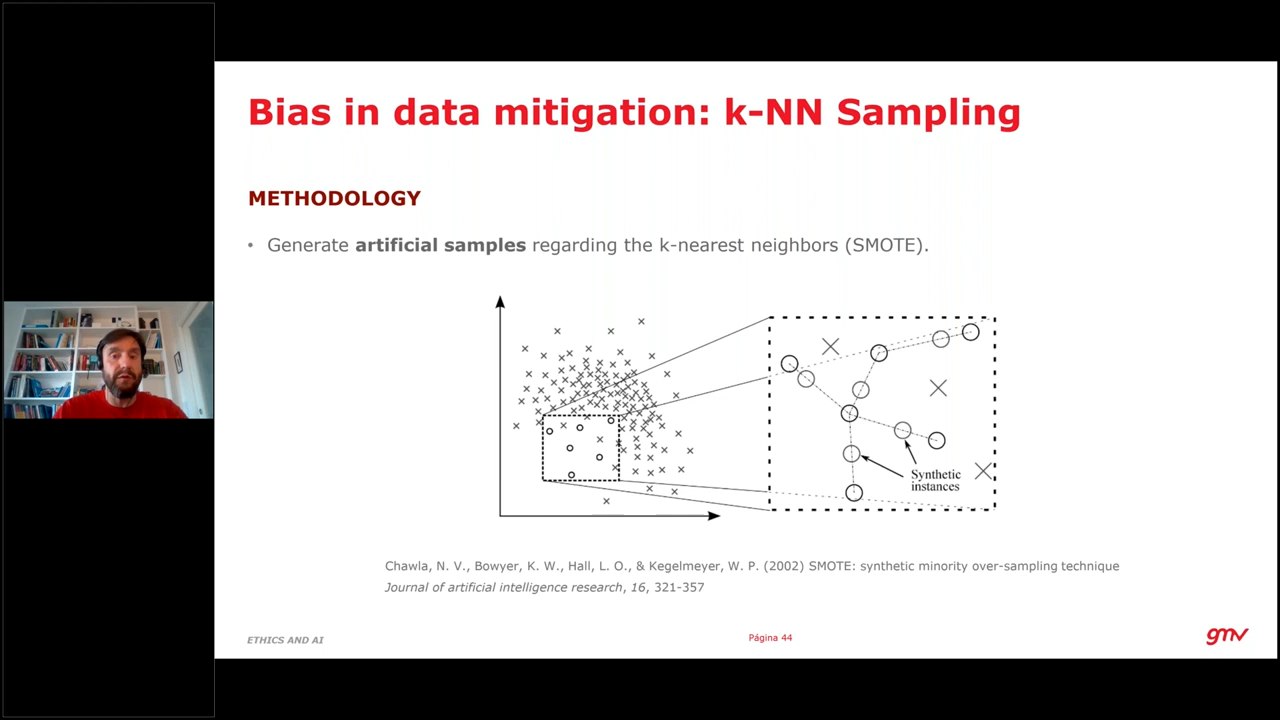 Bias in data mitigation: k-NN Sampling
METHODOLOGY
• Generate artificial samples regarding the k-nearest neighbors (SMOTE).
Synthetic
instances
Chawla, N. V., Bowyer, K. W., Hall, L. O., & Kegelmeyer, W. P. (2002) SMOTE: synthetic minority over-sampling technique
Journal of artificial intelligence research, 16, 321-357
ETHICS AND AI
Página 44
gmv